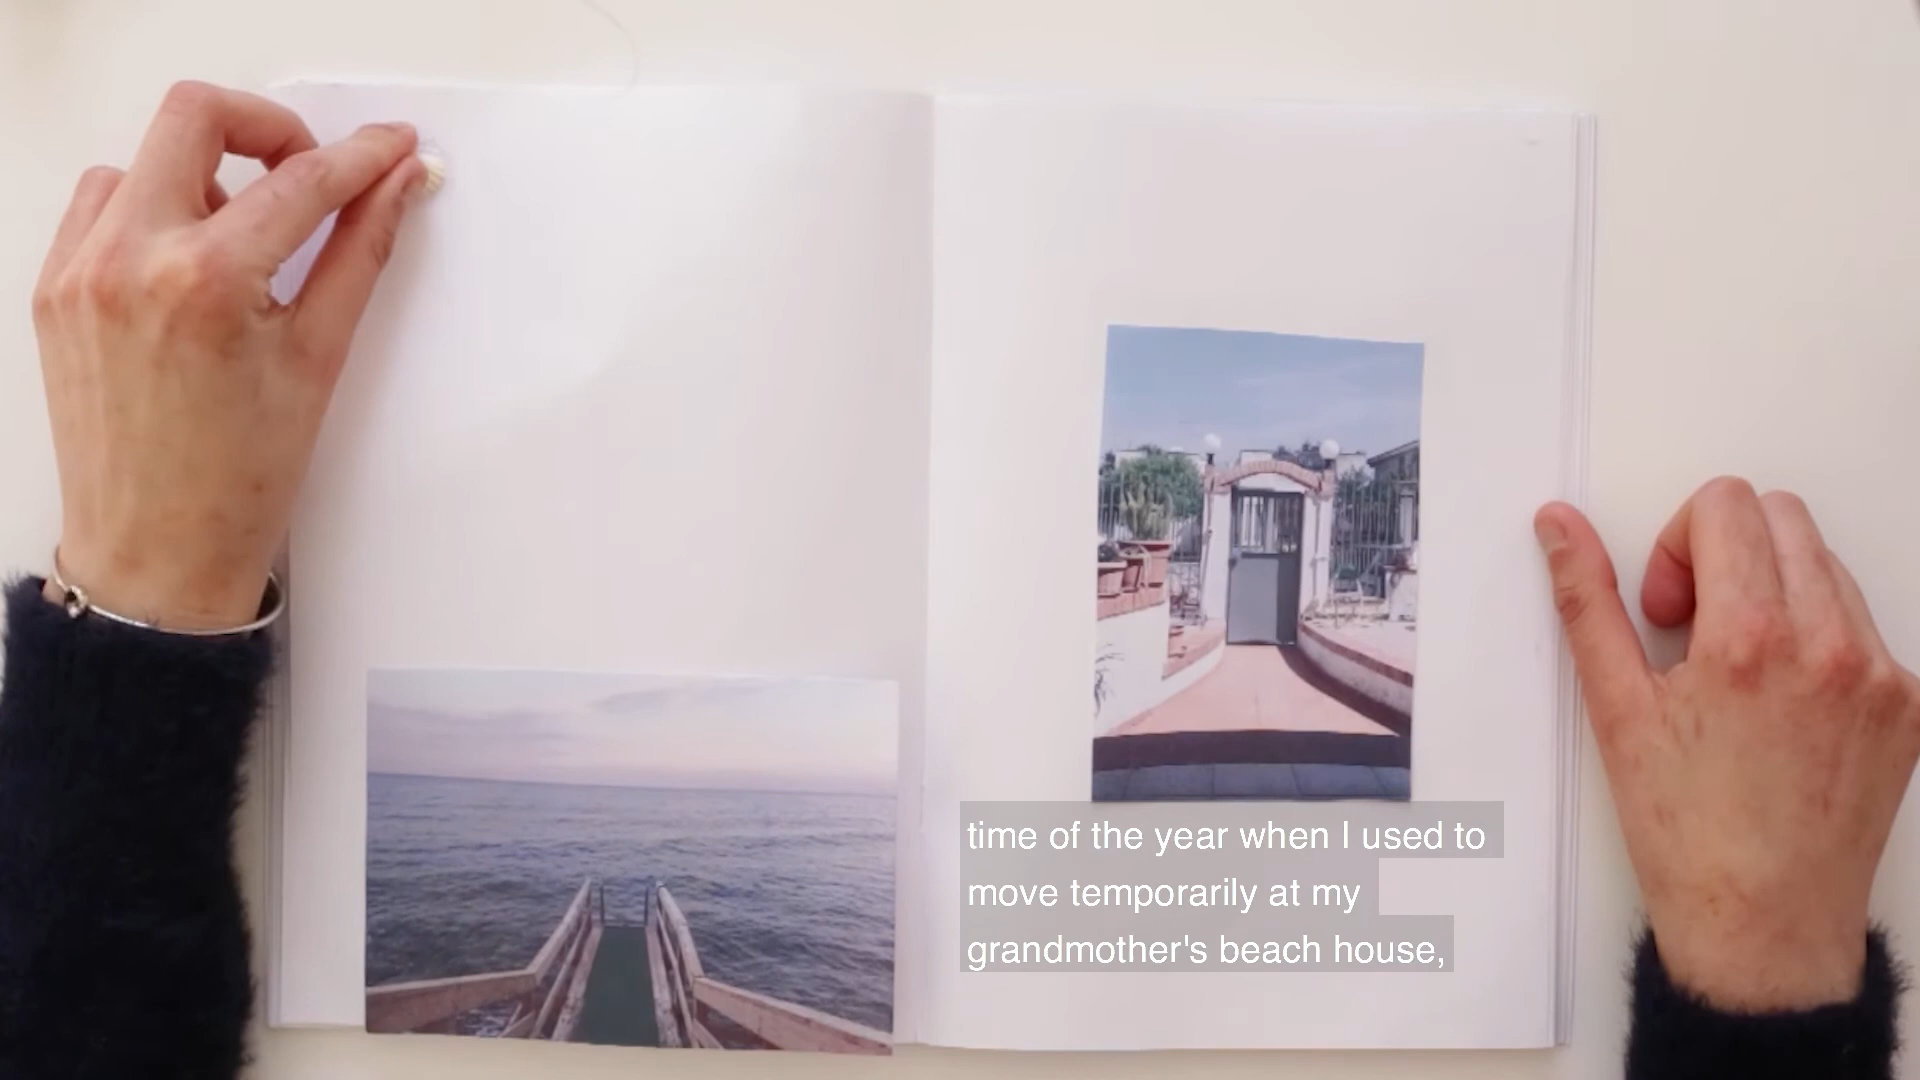 time of the year when I used to
move temporarily at my
grandmother's beach house,